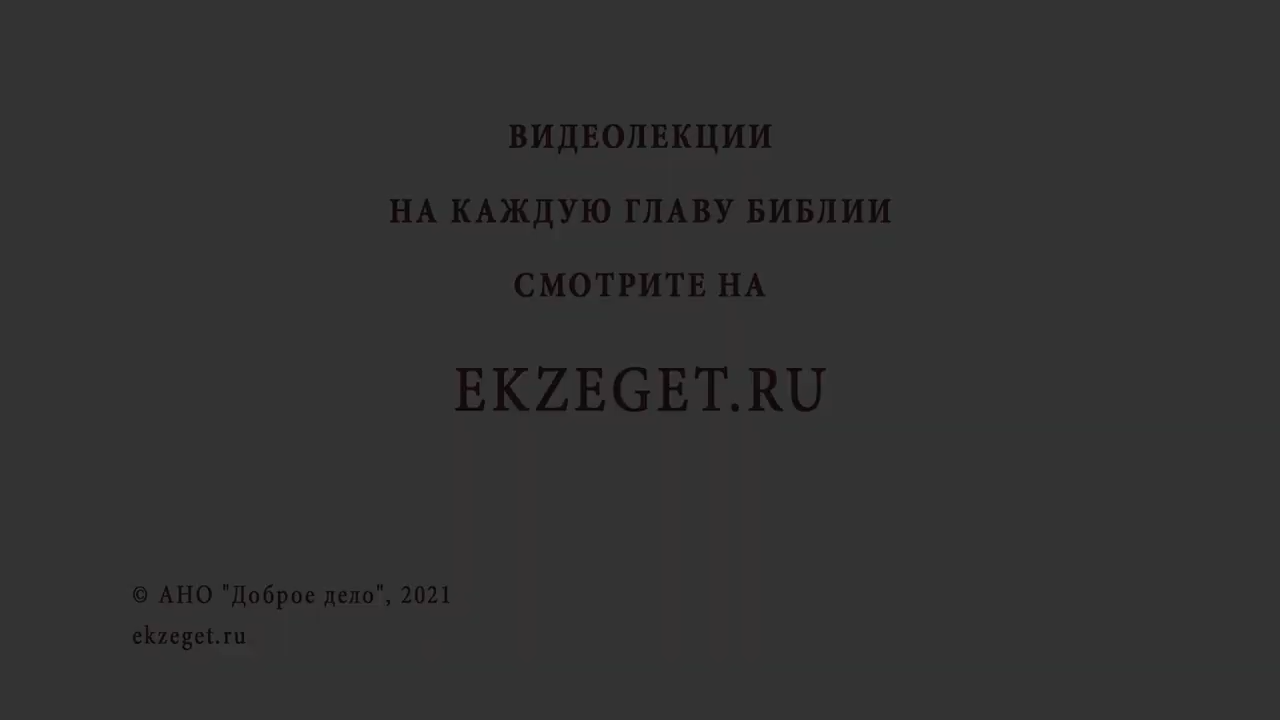 ВИДЕОЛЕКЦИИ
НА КАЖДУЮ ГЛАВУ БИБЛИИ
СМОТРИТЕ НА
EKZEGET.RU
© АНО "Доброе дело", 2021
ekzeget.ru